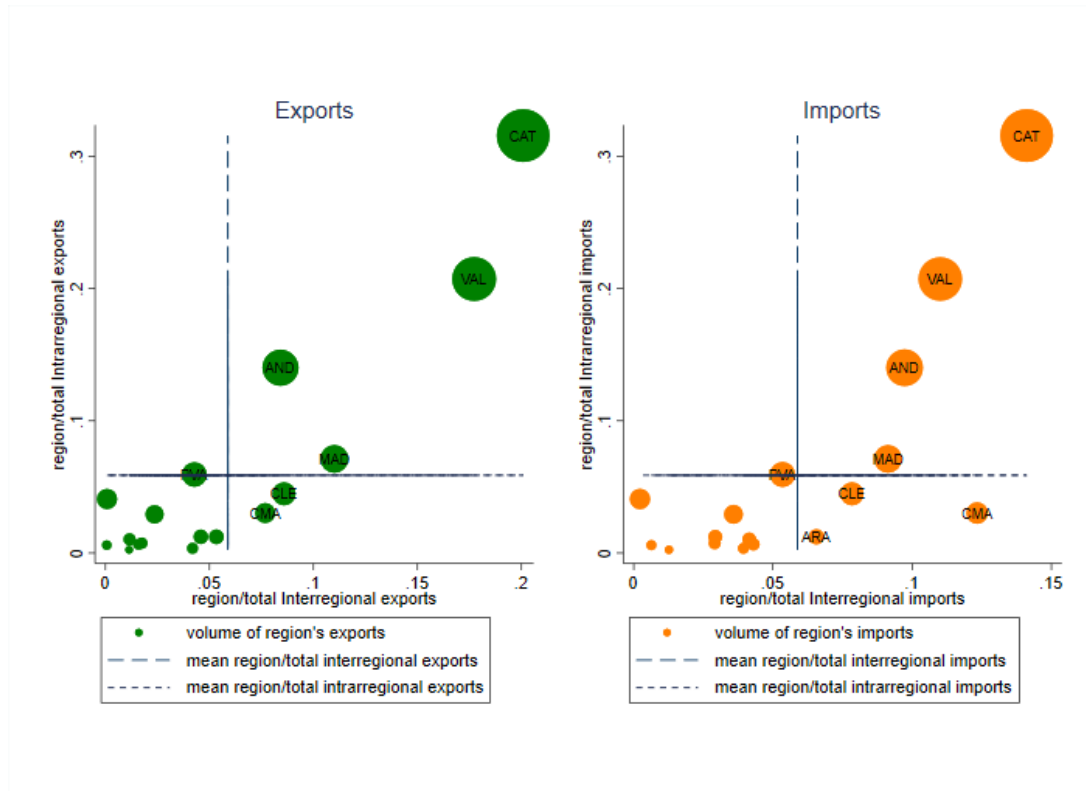 Exports
CAT
VAL
AND
MAD
PVA
CLE
CMA
.3
.2
.1
0
region/total Intrarregional exports
0
.05
.1
.15
.2
region/total Interregional exports
volume of region's exports
mean region/total interregional exports
mean region/total intrarregional exports
Imports
CAT
VAL
AND
MAD
PVA
CLE
CMA
ARA
.3
.2
.1
0
region/total Intrarregional imports
0
.05
.1
.15
region/total Interregional imports
volume of region's imports
mean region/total interregional imports
mean region/total intrarregional imports